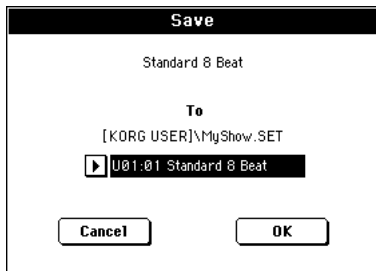 Save
Standard 8 Beat
To
[KORG USER]\MyShow.SET
U01:01 Standard 8 Beat
Cancel OK